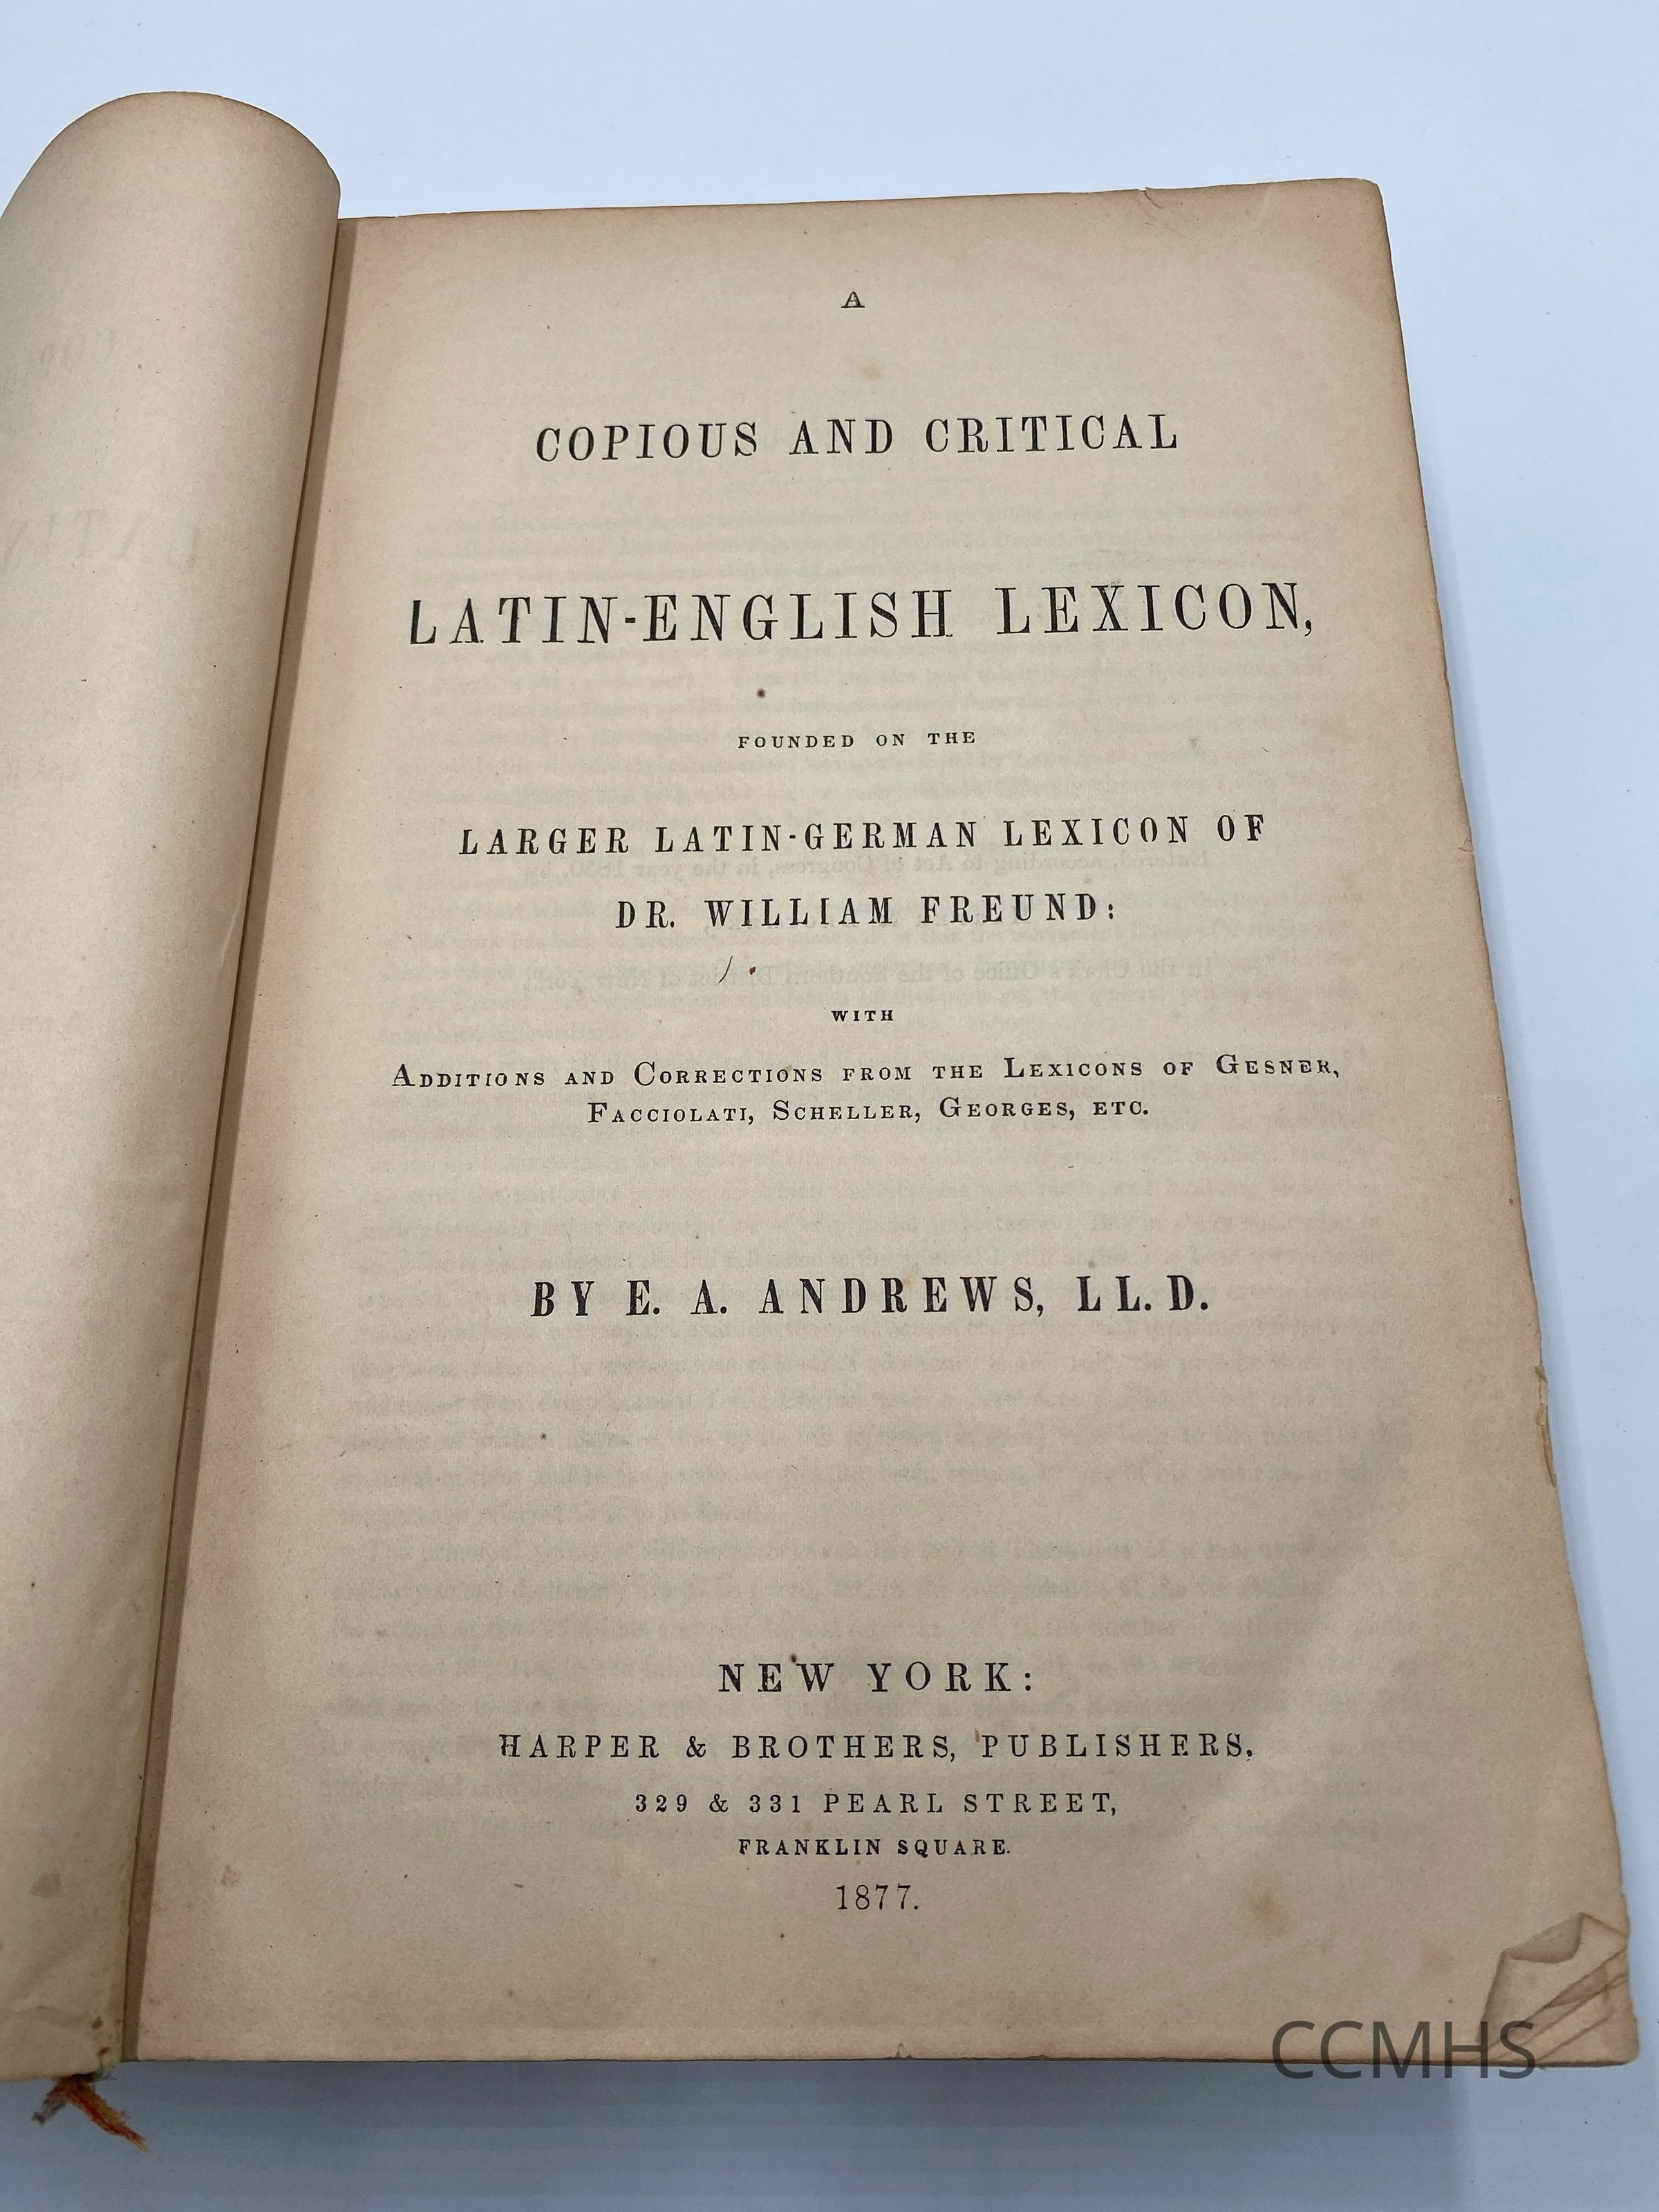 A
COPIOUS AND CRITICAL
LATIN-ENGLISH LEXICON,
FOUNDED ON THE
LARGER LATIN-GERMAN LEXICON OF
DR. WILLIAM FREUND:
WITH
ADDITIONS AND CORRECTIONS FROM THE LEXICONS OF GESNER,
FACCIOLATI, SCHELLER, GEORGES, ETC.
BY E. A. ANDREWS, LL. D.
NEW YORK:
HARPER & BROTHERS, PUBLISHERS,
329 & 331 PEARL STREET,
FRANKLIN SQUARE.
1877.
CCMHS